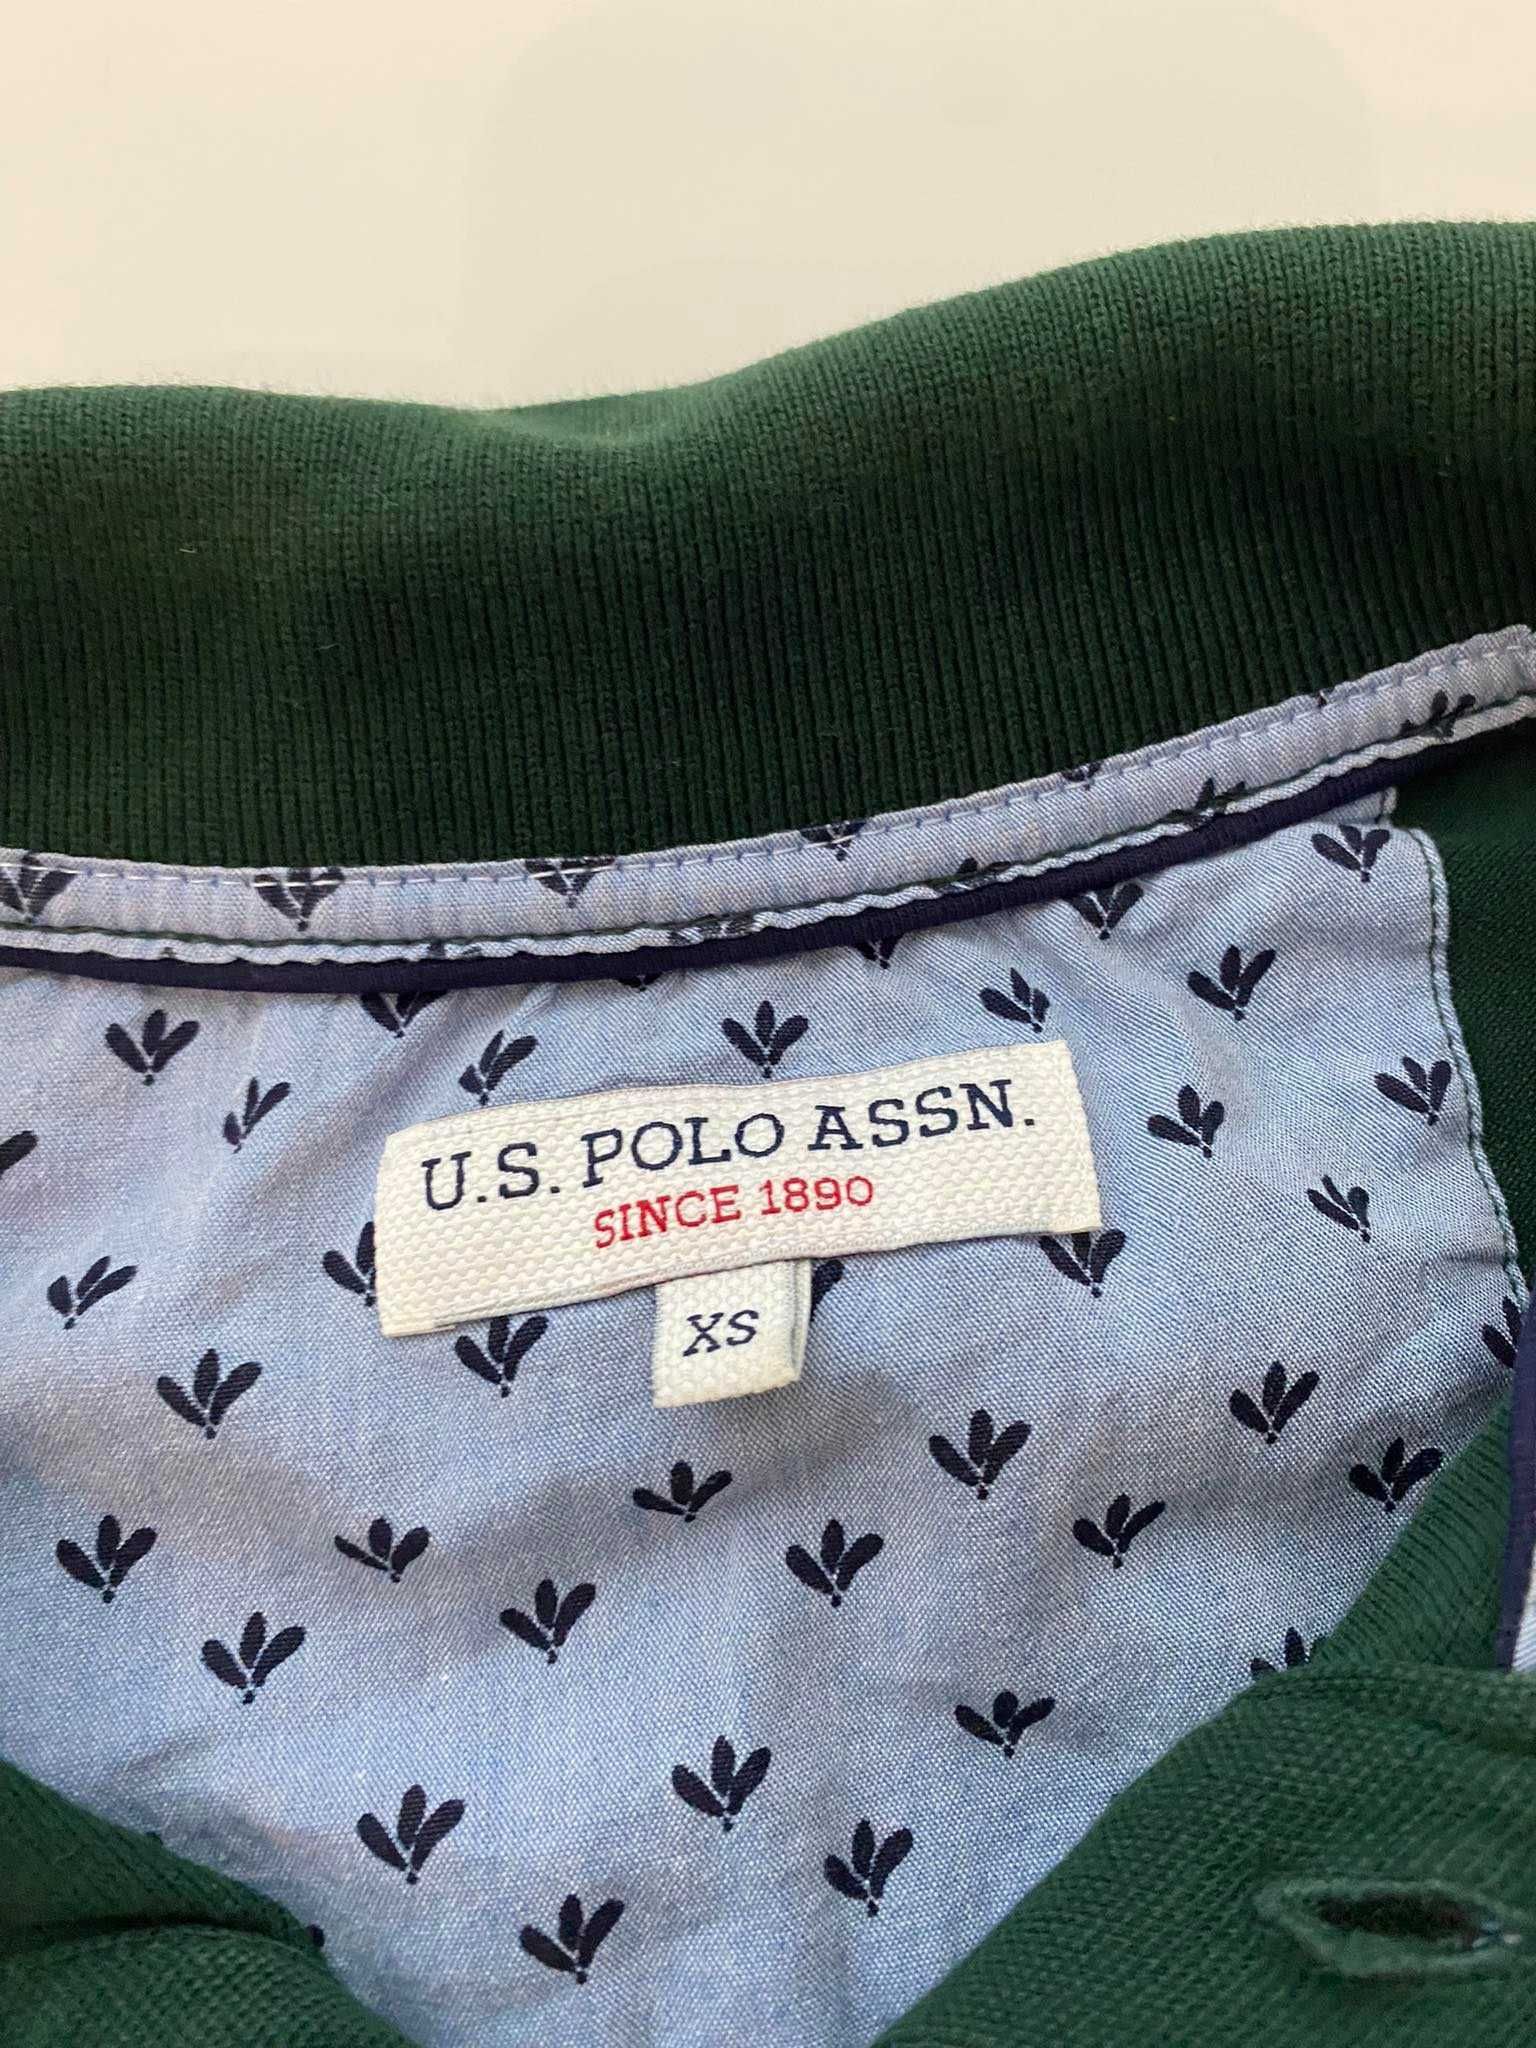 U.S. POLO ASSN.
SINCE 1890
XS